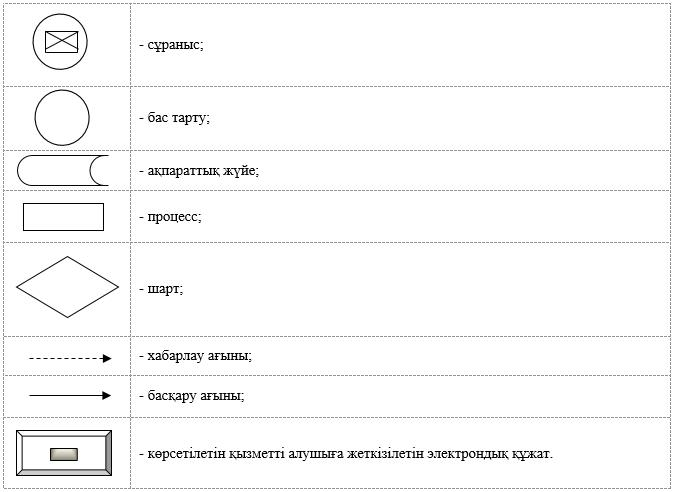 - сұраныс;
- бас тарту;
- ақпараттық жүйе;
- процесс;
- шарт;
- хабарлау ағыны;
- басқару ағыны;
- көрсетілетін қызметті алушыға жеткізілетін электрондық құжат.